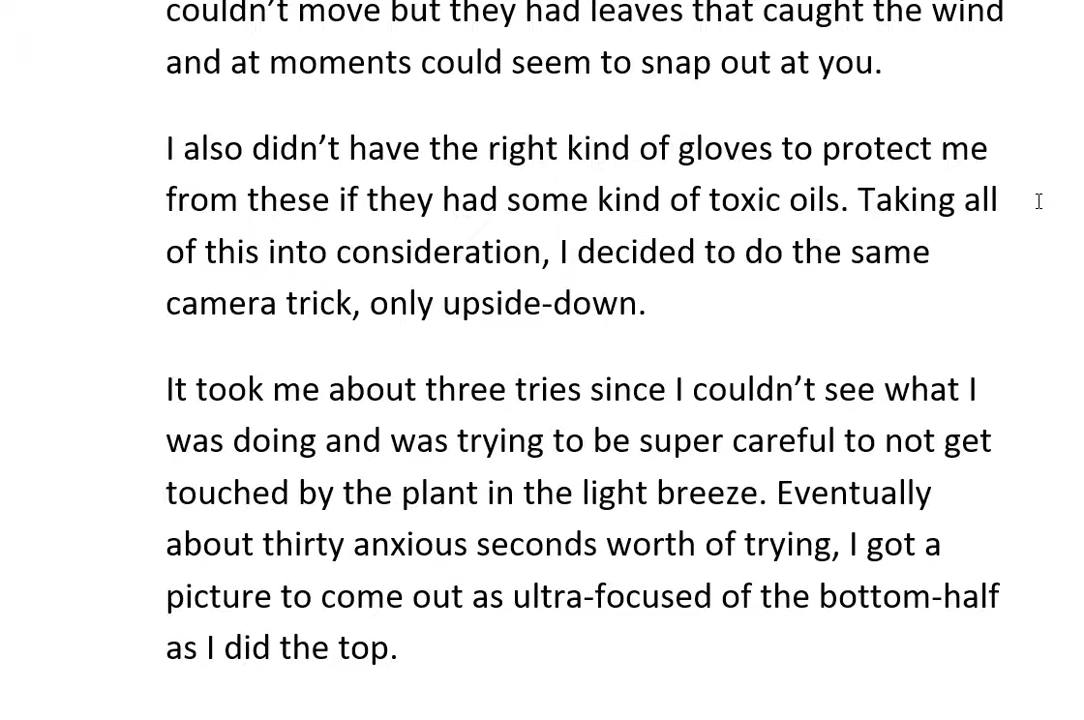 couldn’t move but they had leaves that caught the wind
and at moments could seem to snap out at you.
I also didn’t have the right kind of gloves to protect me
from these if they had some kind of toxic oils. Taking all
of this into consideration, I decided to do the same
camera trick, only upside-down.
It took me about three tries since I couldn’t see what I
was doing and was trying to be super careful to not get
touched by the plant in the light breeze. Eventually
about thirty anxious seconds worth of trying, I got a
picture to come out as ultra-focused of the bottom-half
as I did the top.